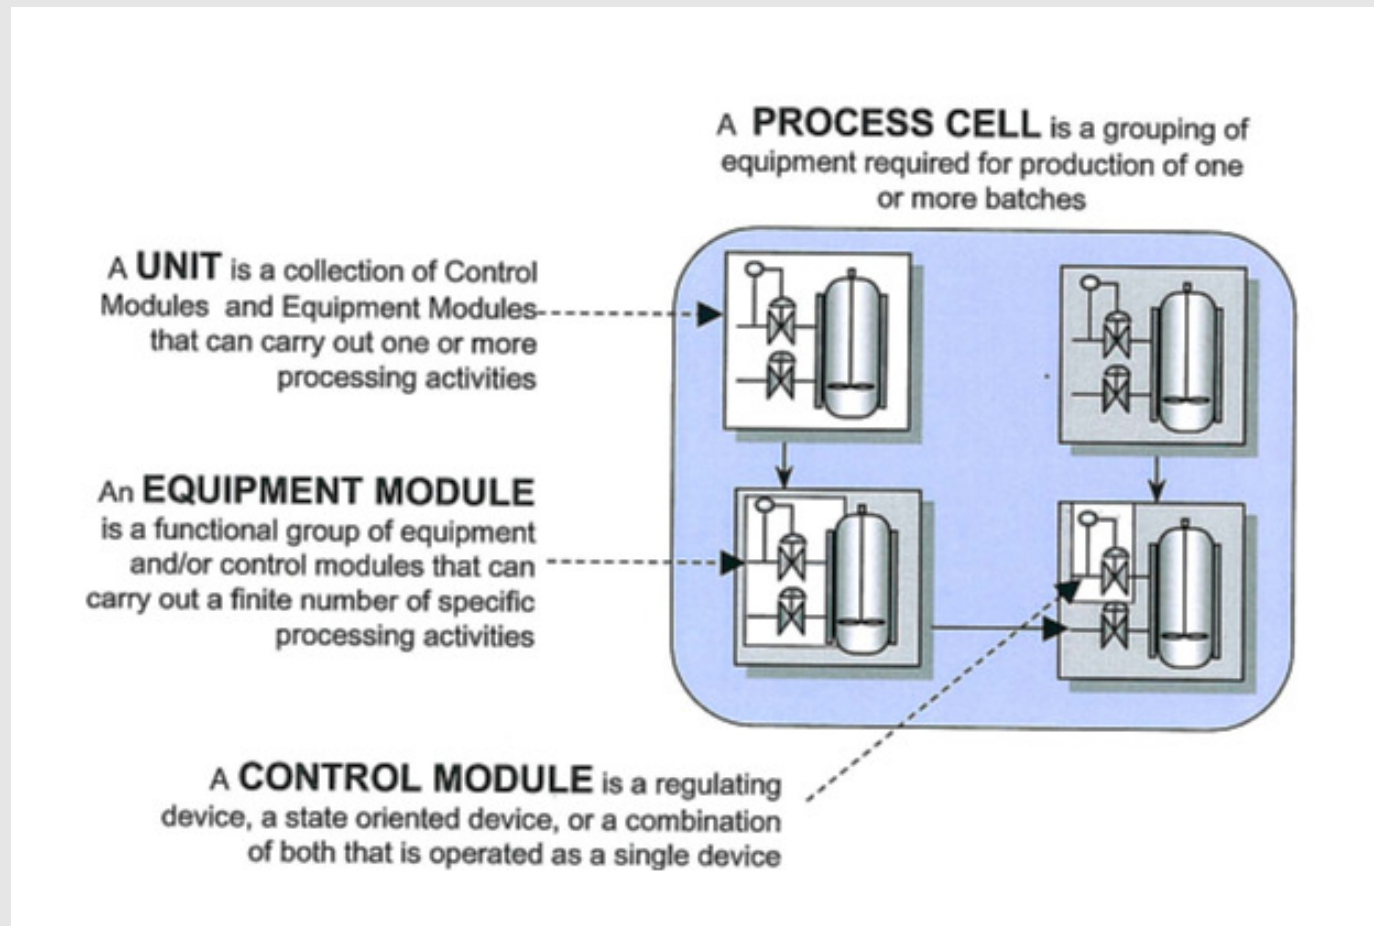 A PROCESS CELL is a grouping of
equipment required for production of one
or more batches
A UNIT is a collection of Control
Modules and Equipment Modules
that can carry out one or more
processing activities
An EQUIPMENT MODULE
is a functional group of equipment
and/or control modules that can
carry out a finite number of specific
processing activities
A CONTROL MODULE is a regulating
device, a state oriented device, or a combination
of both that is operated as a single device